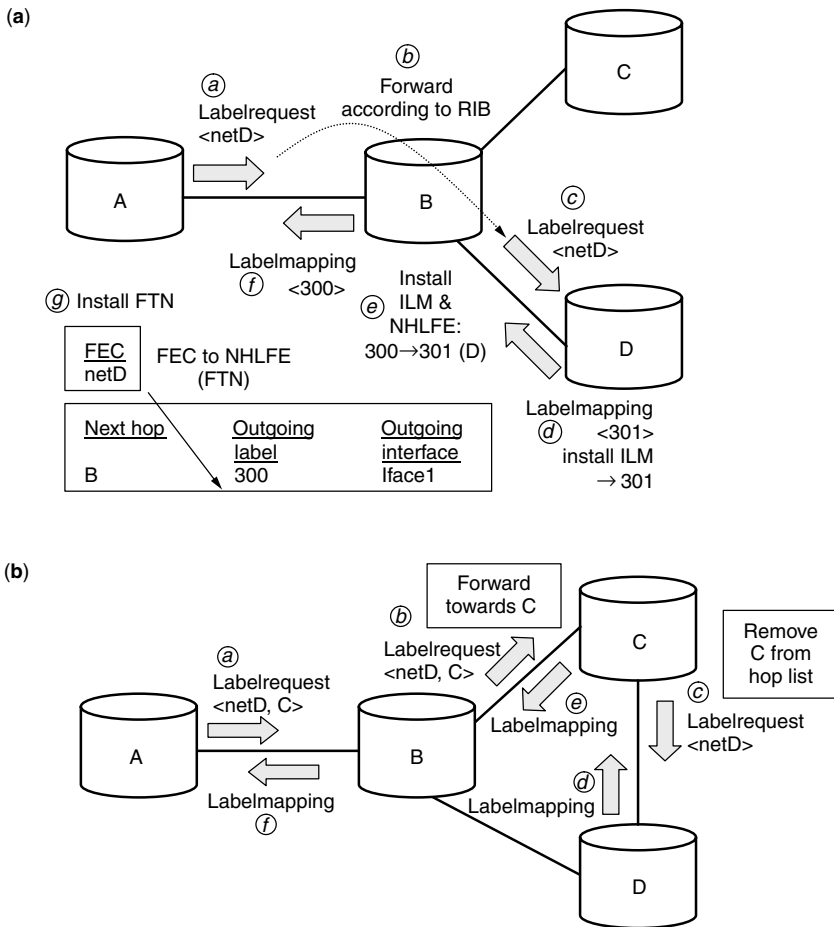 (a)
C
ⓐ
Labelrequest
<netD>
ⓑ
Forward
according to RIB
A
B
ⓒ
Labelrequest
<netD>
Labelmapping
ⓕ <300>
ⓔ Install
ILM &
NHLFE:
300→301 (D)
D
Labelmapping
ⓓ <301>
install ILM
→ 301
ⓖ Install FTN
FEC
netD
FEC to NHLFE
(FTN)
Next hop
B
Outgoing
label
300
Outgoing
interface
Iface1
(b)
ⓐ
Labelrequest
<netD, C>
A
Labelmapping
ⓕ
B
ⓑ
Labelrequest
<netD, C>
Forward
towards C
C
ⓔ
Labelmapping
Remove
C from
hop list
ⓒ
Labelrequest
<netD>
ⓓ
Labelmapping
D